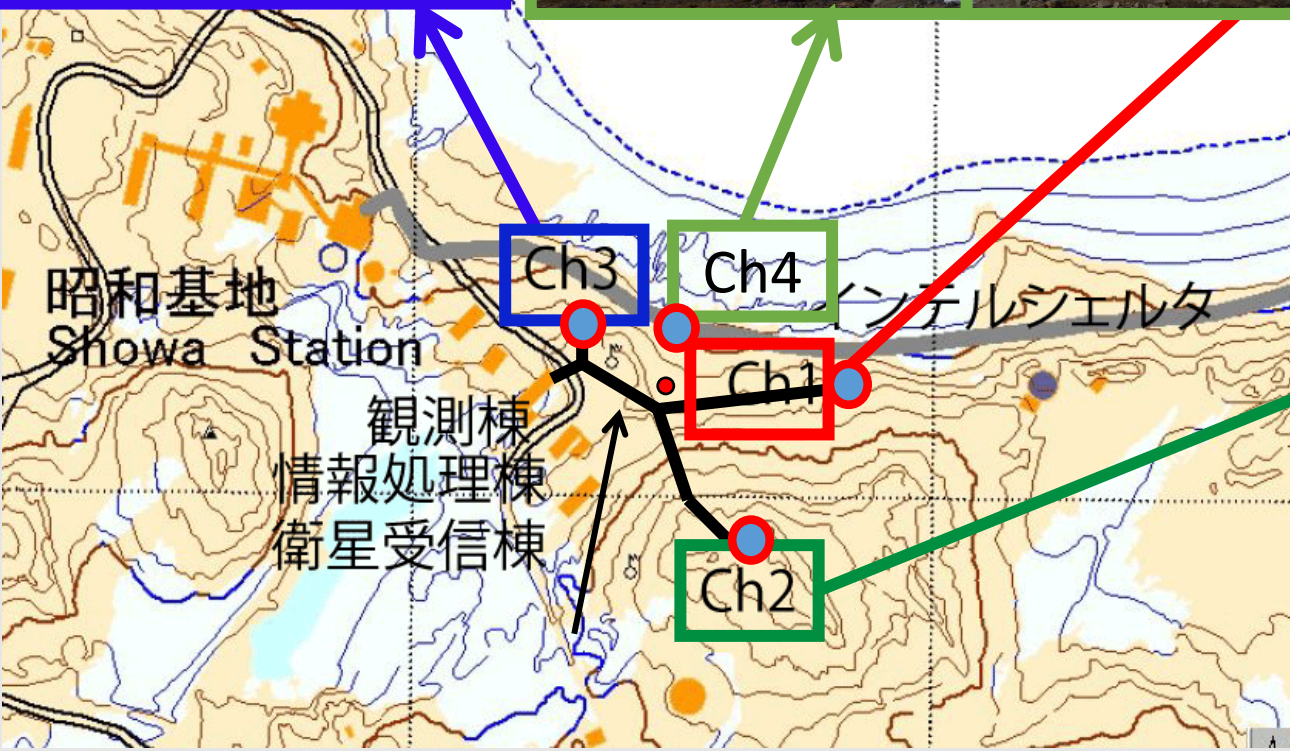 Ch3
Ch4
昭和基地
インテルシェルタ
Showa Station
Ch1
観測棟
情報処理棟
衛星受信棟
Ch2